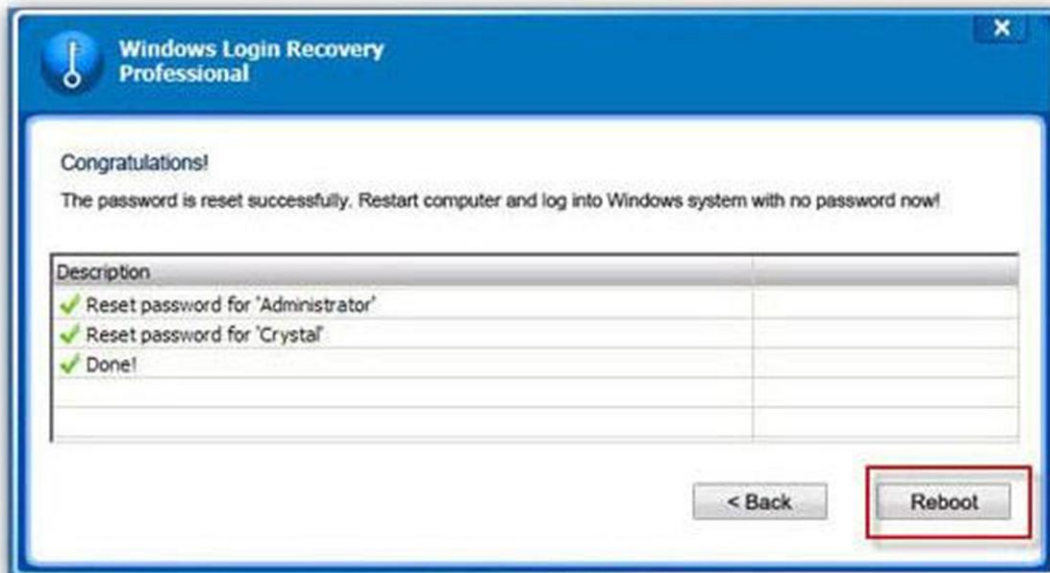 Windows Login Recovery
Professional
Congratulations!
The password is reset successfully. Restart computer and log into Windows system with no password now!
Description
Reset password for 'Administrator'
Reset password for 'Crystal'
Done!
< Back
Reboot